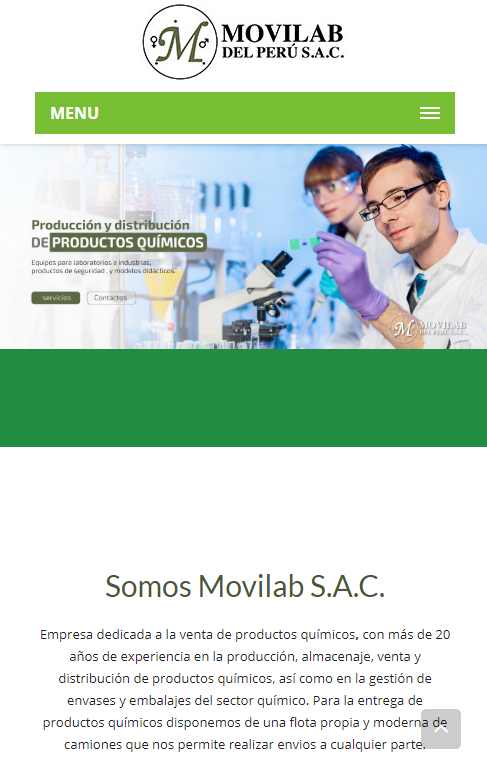 M
MOVILAB
DEL PERÚ S.A.C.
MENU
Producción y distribución
DE PRODUCTOS QUÍMICOS
Equipos para laboratorios e industrias,
productos de seguridad , y modelos didácticos
servicios
Contactos
M
MOVILAB
DEL PERÚ S.A.C.
Somos Movilab S.A.C.
Empresa dedicada a la venta de productos químicos, con más de 20
años de experiencia en la producción, almacenaje, venta y
distribución de productos químicos, así como en la gestión de
envases y embalajes del sector químico. Para la entrega de
productos químicos disponemos de una flota propia y moderna de
camiones que nos permite realizar envios a cualquier parte.